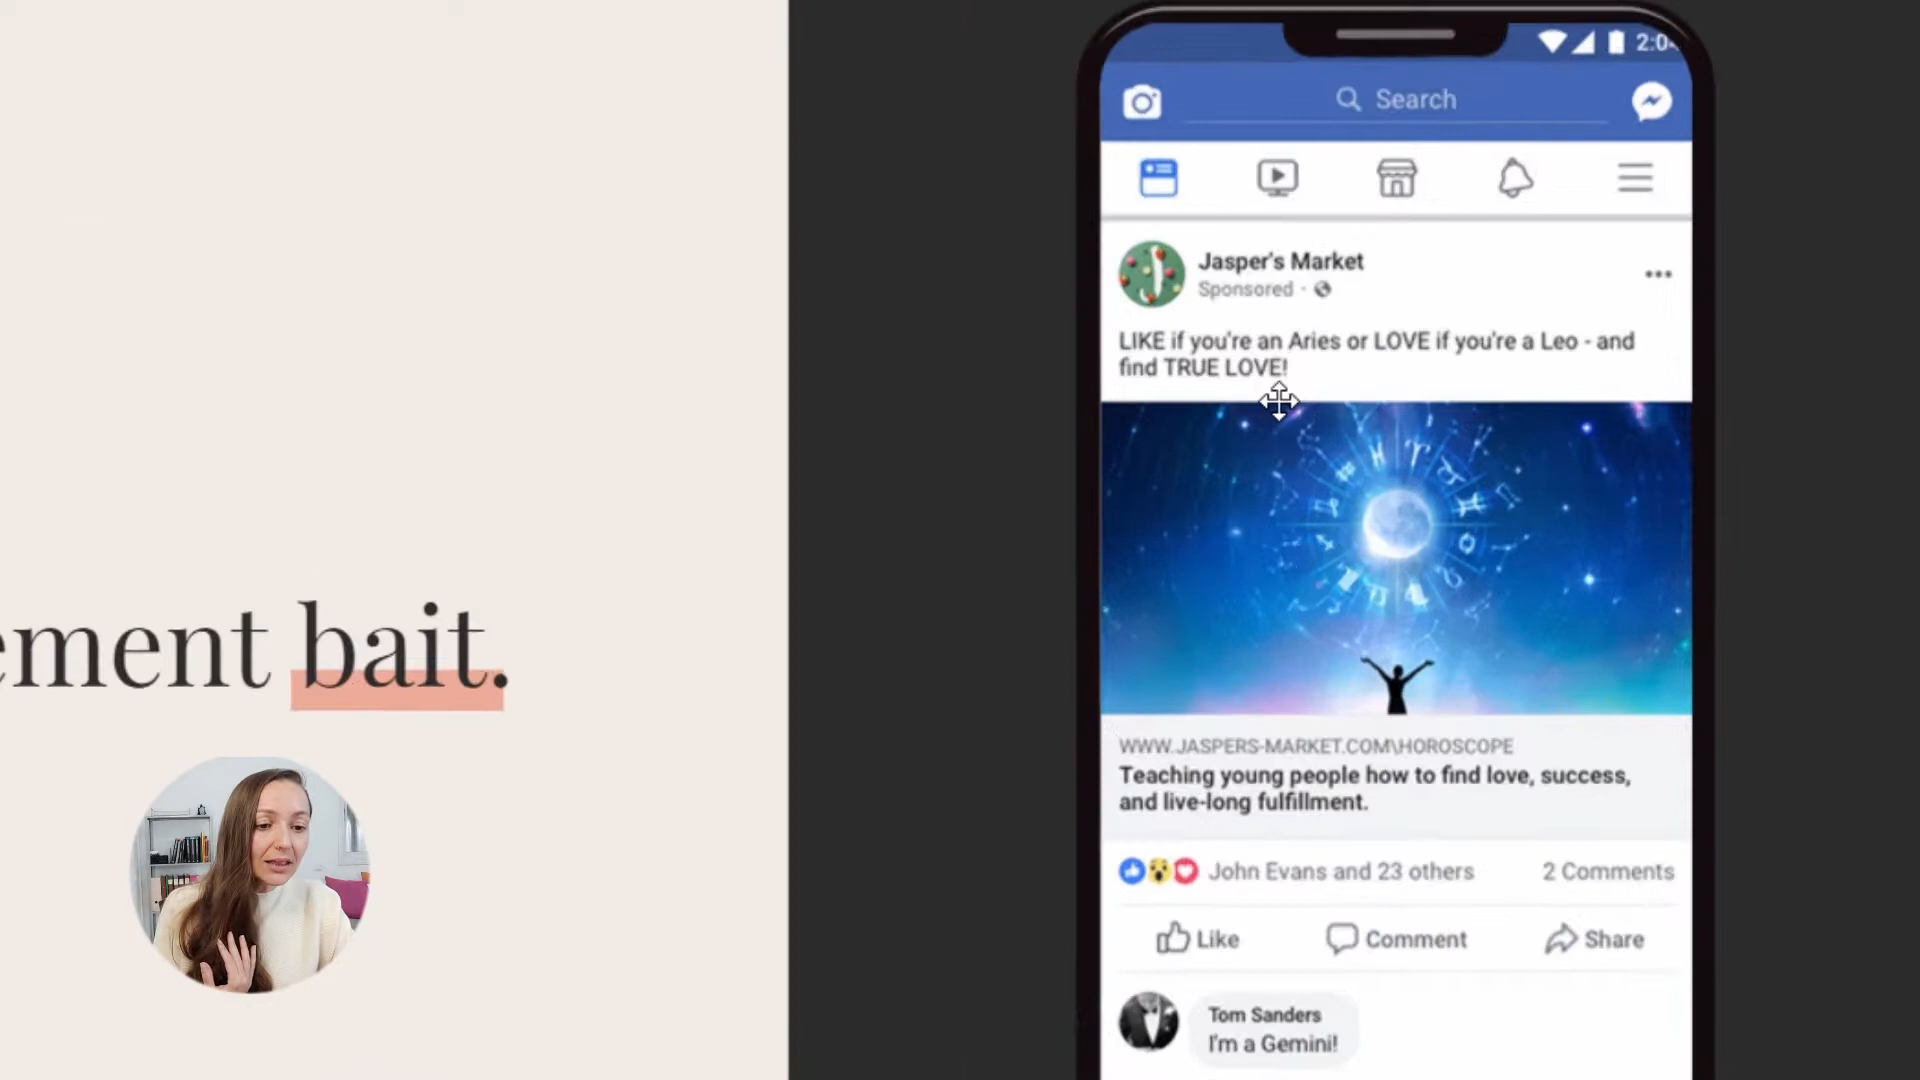 ement bait.
2:0
Search
Jasper's Market
Sponsored ·
LIKE if you're an Aries or LOVE if you're a Leo - and
find TRUE LOVE!
WWW.JASPERS-MARKET.COM\HOROSCOPE
Teaching young people how to find love, success,
and live-long fulfillment.
John Evans and 23 others
2 Comments
Like
Comment
Share
Tom Sanders
I'm a Gemini!